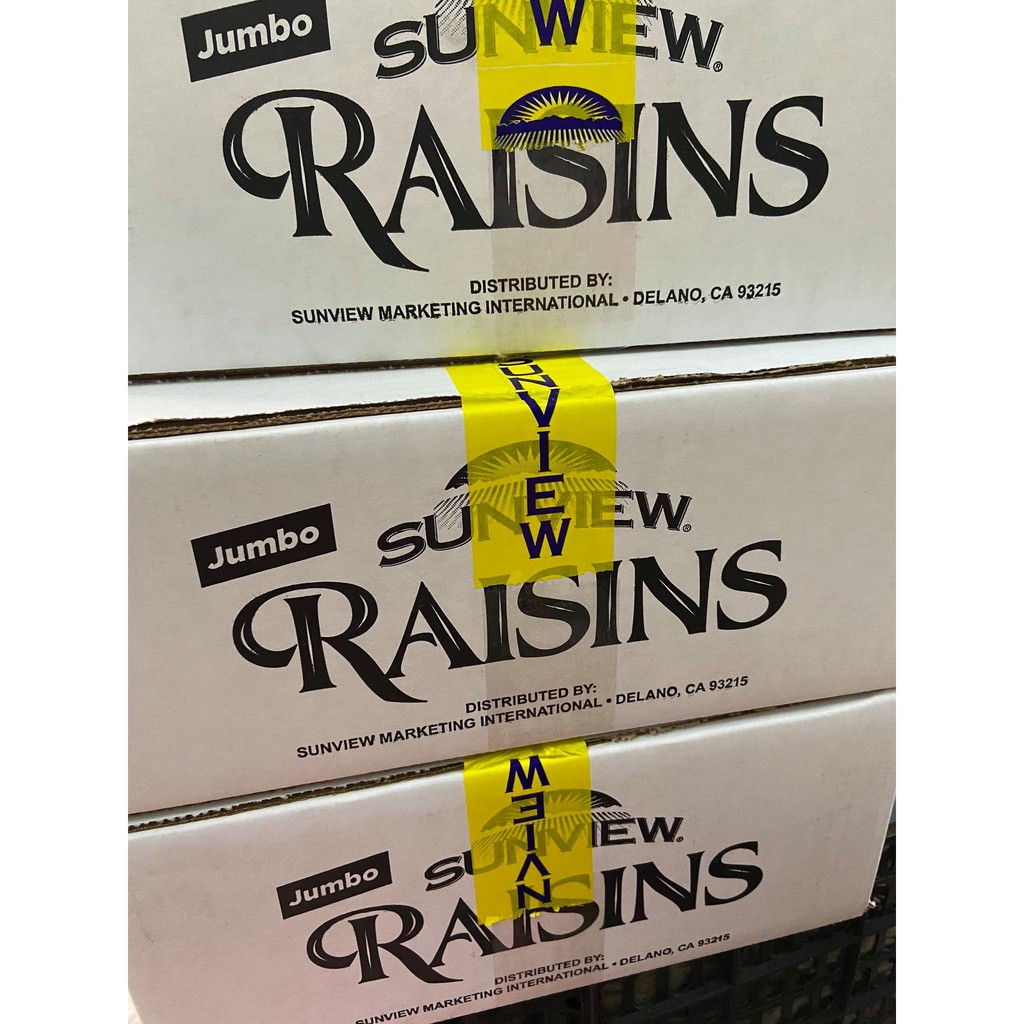 Jumbo
SUNVIEW®
W
RAISINS
DISTRIBUTED BY:
SUNVIEW MARKETING INTERNATIONAL • DELANO, CA 93215
SUNVIEW
Jumbo
SUNVIEW®
RAISINS
DISTRIBUTED BY:
SUNVIEW MARKETING INTERNATIONAL • DELANO, CA 93215
NVIEW
Jumbo
SUNVIEW®
RAISINS
DISTRIBUTED BY:
SUNVIEW MARKETING INTERNATIONAL • DELANO, CA 93215